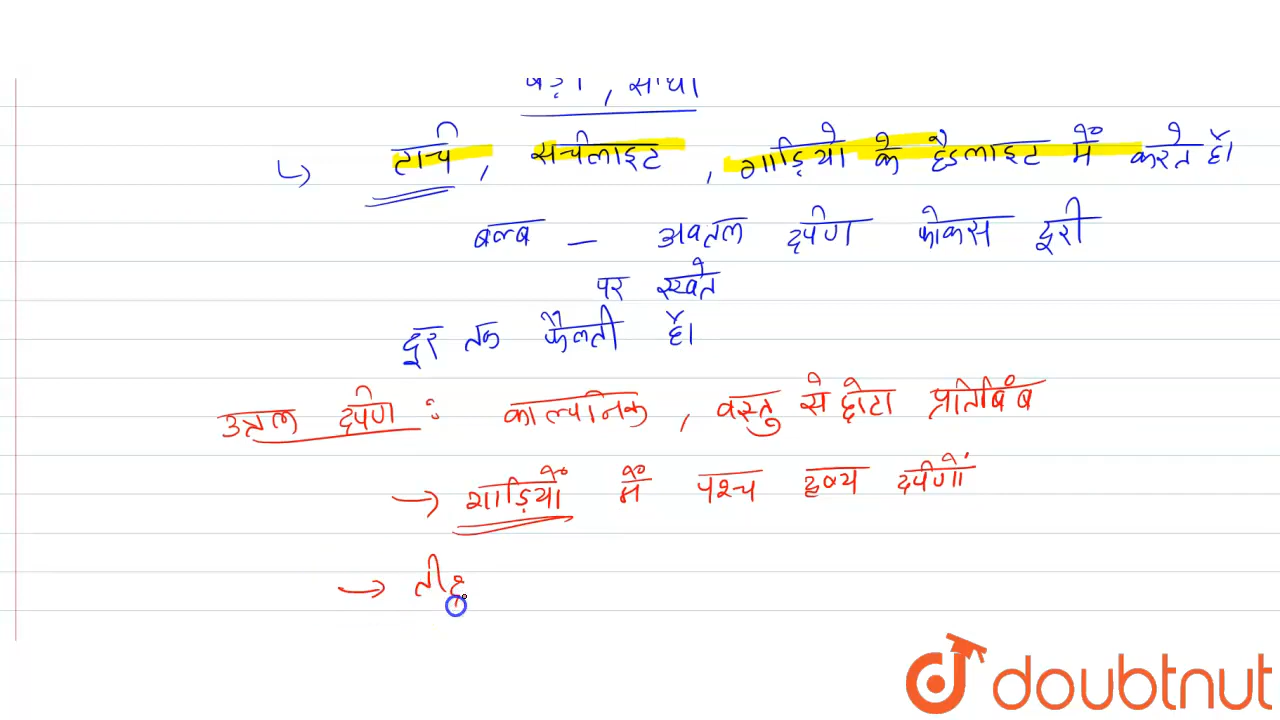 बड़ा, सीधा
↳ टार्च, सर्चलाइट, गाड़ियों के हैडलाइट में करते हैं।
बल्ब – अवतल दर्पण फोकस दूरी
पर
दूर तक फैलती हैं।
उत्तल दर्पण : काल्पनिक, वस्तु से छोटा प्रतिबिंब
→ गाड़ियों में पश्च दृश्य दर्पणों
→
doubtnut